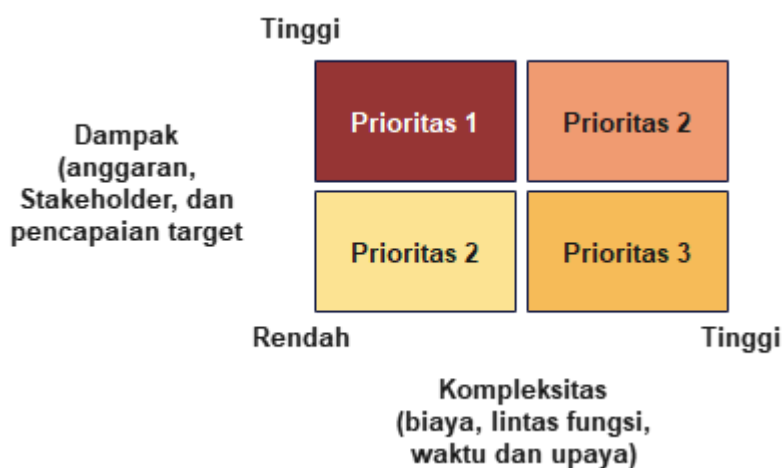 Tinggi
Prioritas 1
Prioritas 2
Dampak
(anggaran,
Stakeholder, dan
pencapaian target
Prioritas 2
Prioritas 3
Rendah
Tinggi
Kompleksitas
(biaya, lintas fungsi,
waktu dan upaya)